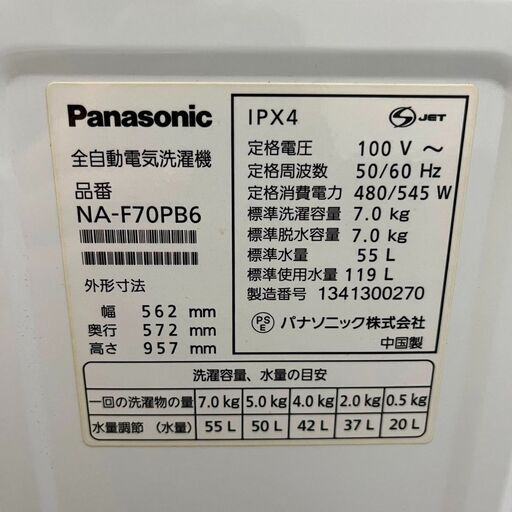 Panasonic
全自動電気洗濯機
品番
NA-F70PB6
外形寸法
幅 562 mm
奥行 572 mm
高さ 957 mm
IPX4
S JET
定格電圧 100 V ～
定格周波数 50/60 Hz
定格消費電力 480/545 W
標準洗濯容量 7.0 kg
標準脱水容量 7.0 kg
標準水量 55 L
標準使用水量 119 L
製造番号 1341300270
PS E パナソニック株式会社
中国製
洗濯容量、水量の目安
一回の洗濯物の量 7.0 kg 5.0 kg 4.0 kg 2.0 kg 0.5 kg
水量調節 (水量) 55 L 50 L 42 L 37 L 20 L